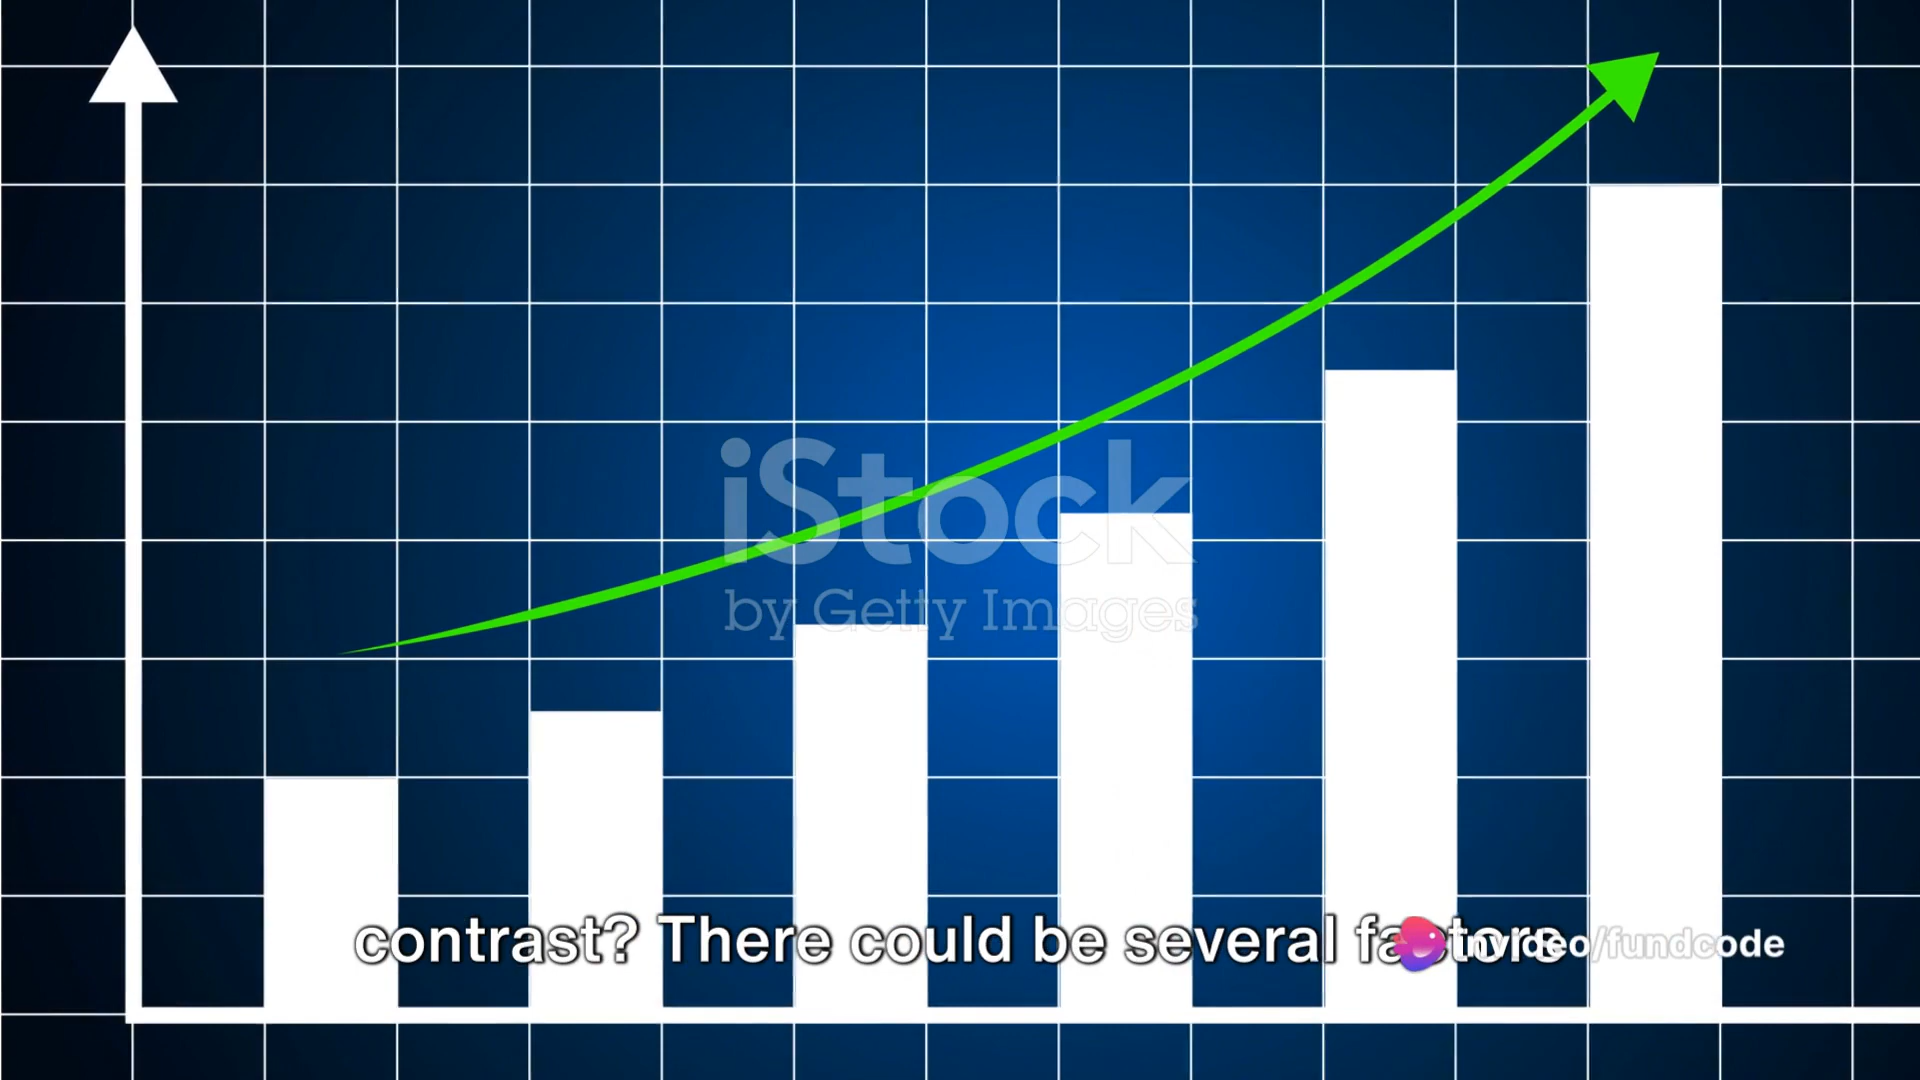 iStock
by Getty Images
contrast? There could be several factors
invideo/fundcode